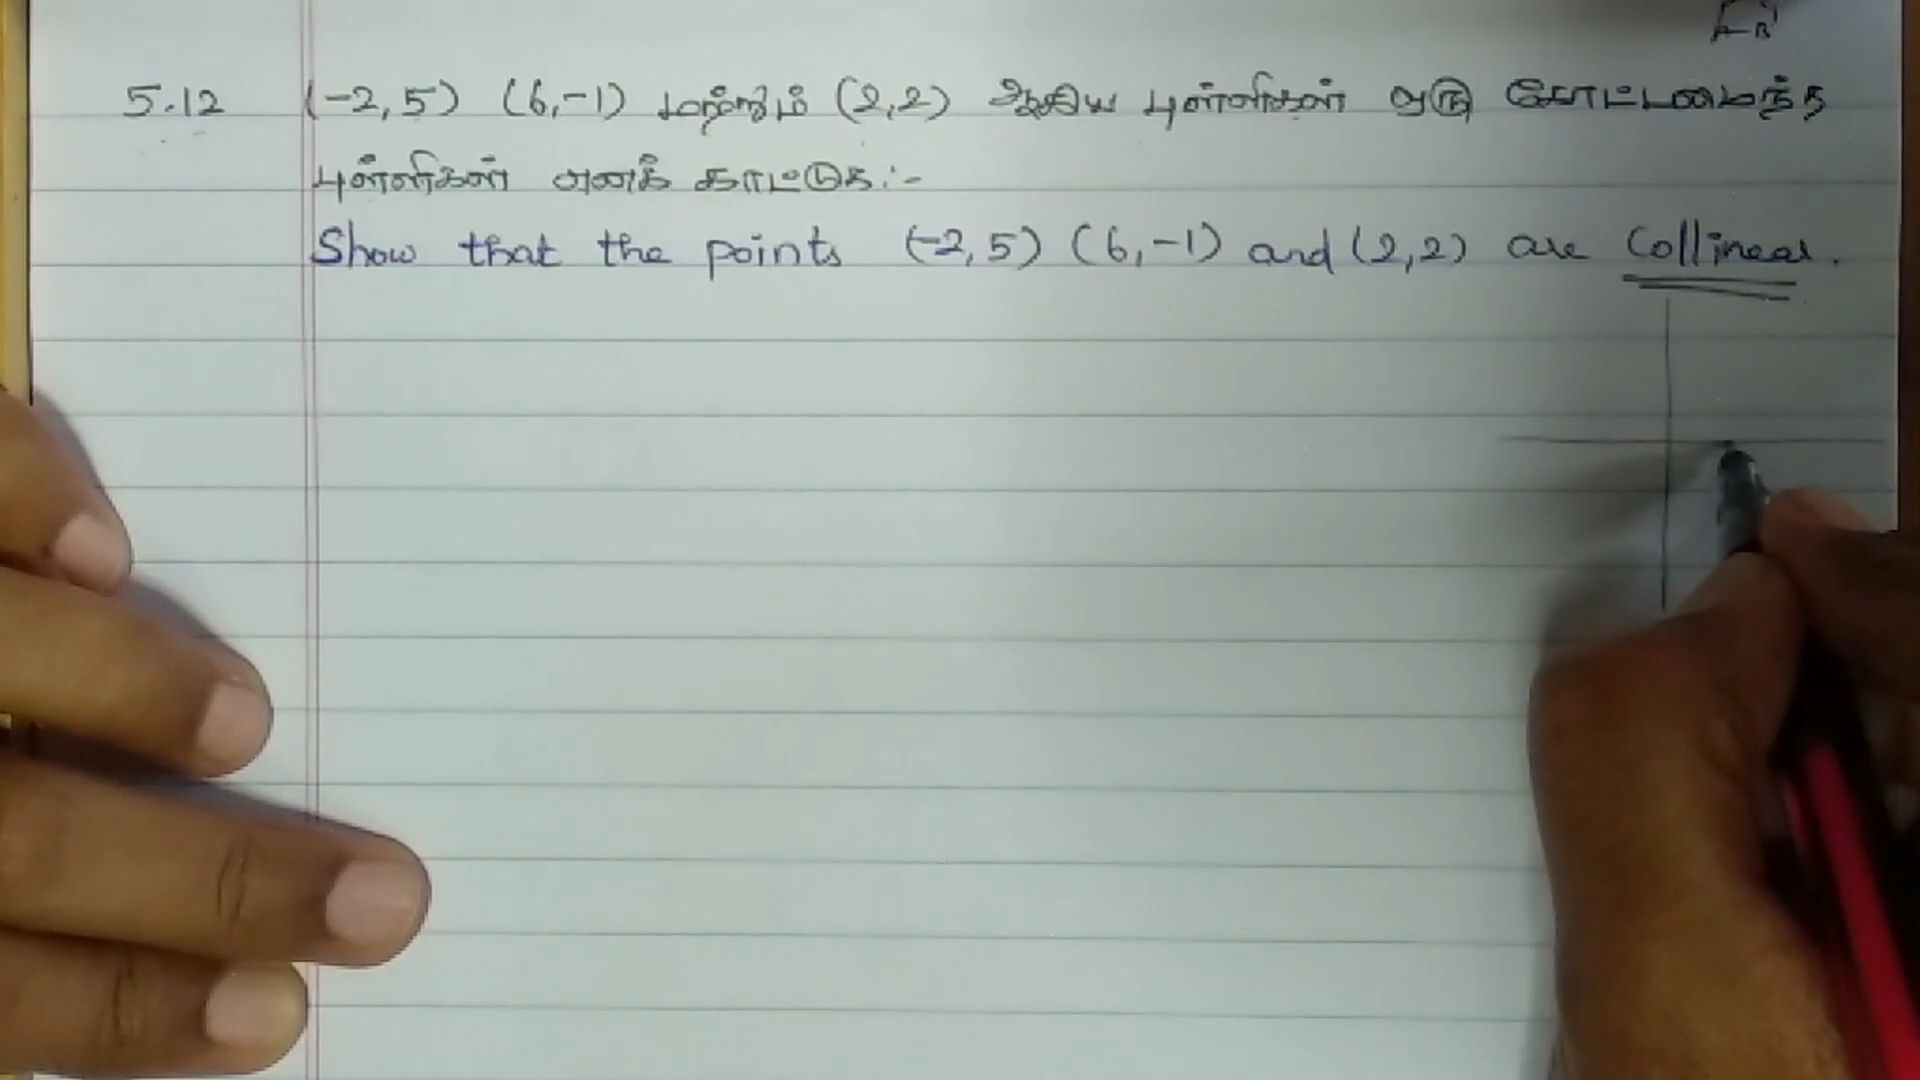 A B
5.12 (-2,5) (6,-1) மற்றும் (2,2) ஆகிய புள்ளிகள் ஒரு கோட்டமைந்த
புள்ளிகள் எனக் காட்டுக:-
Show that the points (-2,5) (6,-1) and (2,2) are Collinear.